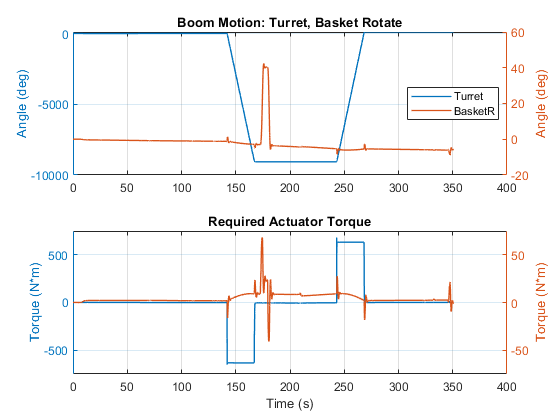 Boom Motion: Turret, Basket Rotate
Angle (deg)
0
-5000
-10000
60
40
20
0
-20
Angle (deg)
Turret
BasketR
0 50 100 150 200 250 300 350 400
Required Actuator Torque
Torque (N*m)
500
0
-500
50
0
-50
Torque (N*m)
0 50 100 150 200 250 300 350 400
Time (s)